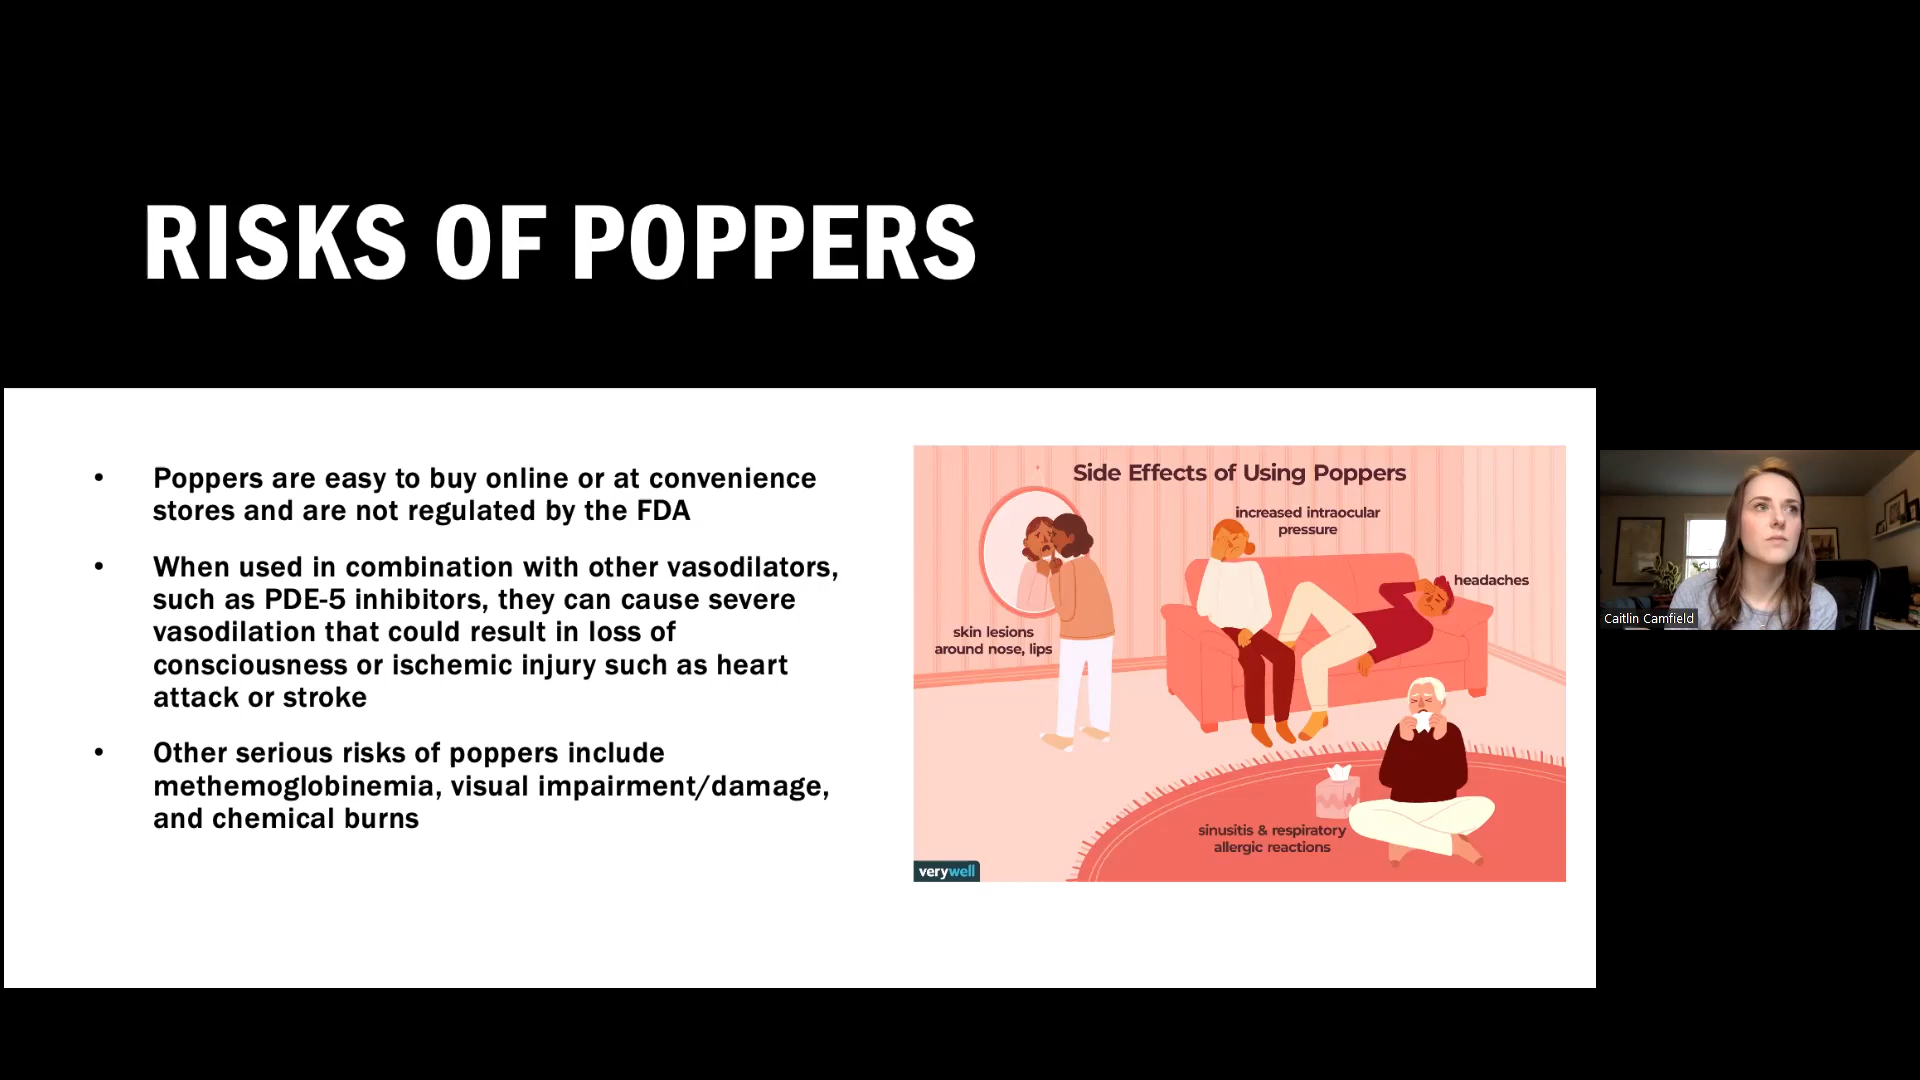 RISKS OF POPPERS
• Poppers are easy to buy online or at convenience
stores and are not regulated by the FDA
• When used in combination with other vasodilators,
such as PDE-5 inhibitors, they can cause severe
vasodilation that could result in loss of
consciousness or ischemic injury such as heart
attack or stroke
• Other serious risks of poppers include
methemoglobinemia, visual impairment/damage,
and chemical burns
Side Effects of Using Poppers
increased intraocular
pressure
headaches
skin lesions
around nose, lips
sinusitis & respiratory
allergic reactions
verywell
Caitlin Camfield